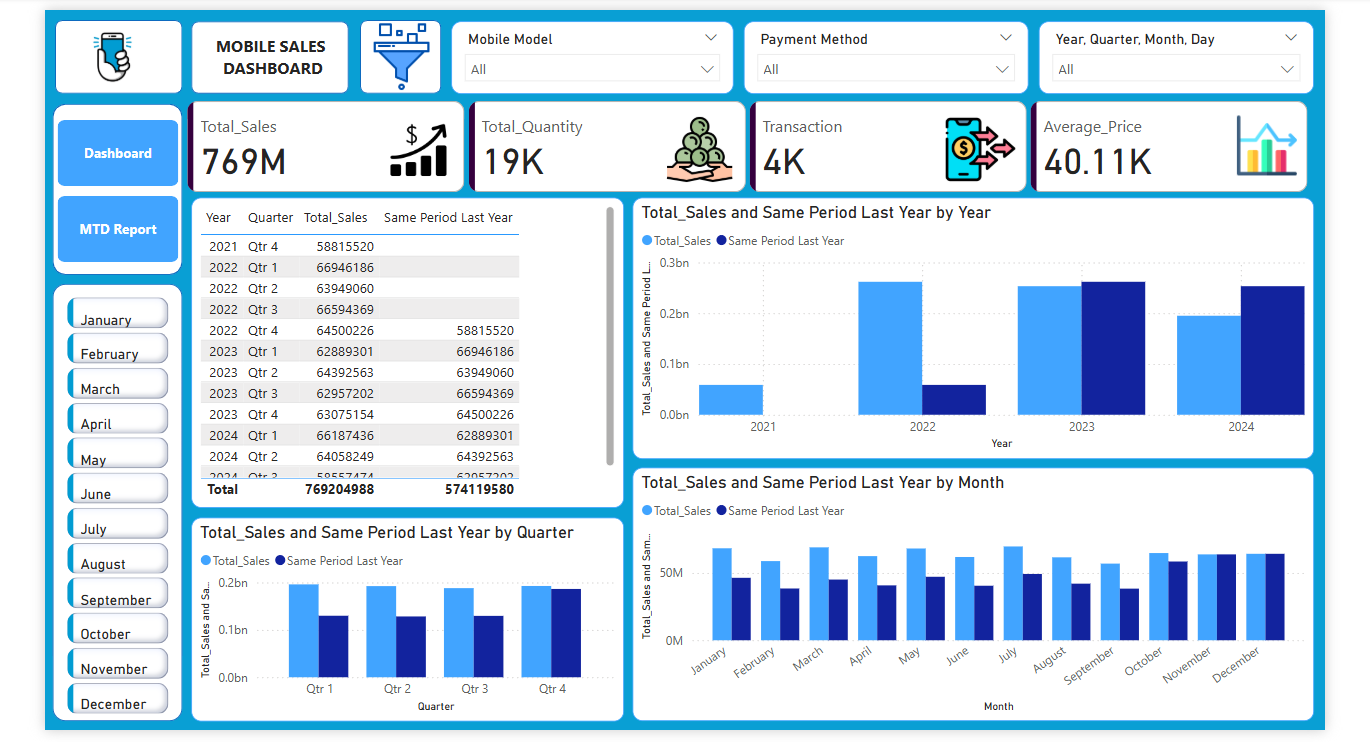 MOBILE SALES
DASHBOARD
Mobile Model
All
Payment Method
All
Year, Quarter, Month, Day
All
Dashboard
MTD Report
Total_Sales
769M
$
Total_Quantity
19K
Transaction
4K
$
Average_Price
40.11K
January
February
March
April
May
June
July
August
September
October
November
December
Year Quarter Total_Sales Same Period Last Year
2021 Qtr 4 58815520
2022 Qtr 1 66946186
2022 Qtr 2 63949060
2022 Qtr 3 66594369
2022 Qtr 4 64500226 58815520
2023 Qtr 1 62889301 66946186
2023 Qtr 2 64392563 63949060
2023 Qtr 3 62957202 66594369
2023 Qtr 4 63075154 64500226
2024 Qtr 1 66187436 62889301
2024 Qtr 2 64058249 64392563
2024 Qtr 3 58557474 62957202
Total 769204988 574119580
Total_Sales and Same Period Last Year by Year
Total_Sales Same Period Last Year
Total_Sales and Same Period L...
0.3bn
0.2bn
0.1bn
0.0bn
2021 2022 2023 2024
Year
Total_Sales and Same Period Last Year by Quarter
Total_Sales Same Period Last Year
Total_Sales and Sa...
0.2bn
0.1bn
0.0bn
Qtr 1 Qtr 2 Qtr 3 Qtr 4
Quarter
Total_Sales and Same Period Last Year by Month
Total_Sales Same Period Last Year
Total_Sales and Sam...
50M
0M
January February March April May June July August September October November December
Month